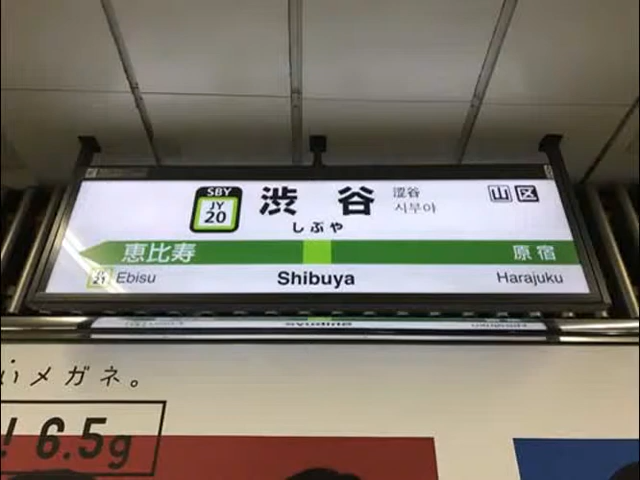 SBY
JY
20
渋谷
しぶや
涩谷
시부야
山 区
恵比寿
原宿
JY
21
Ebisu
Shibuya
Harajuku
いメガネ。
! 6.5g